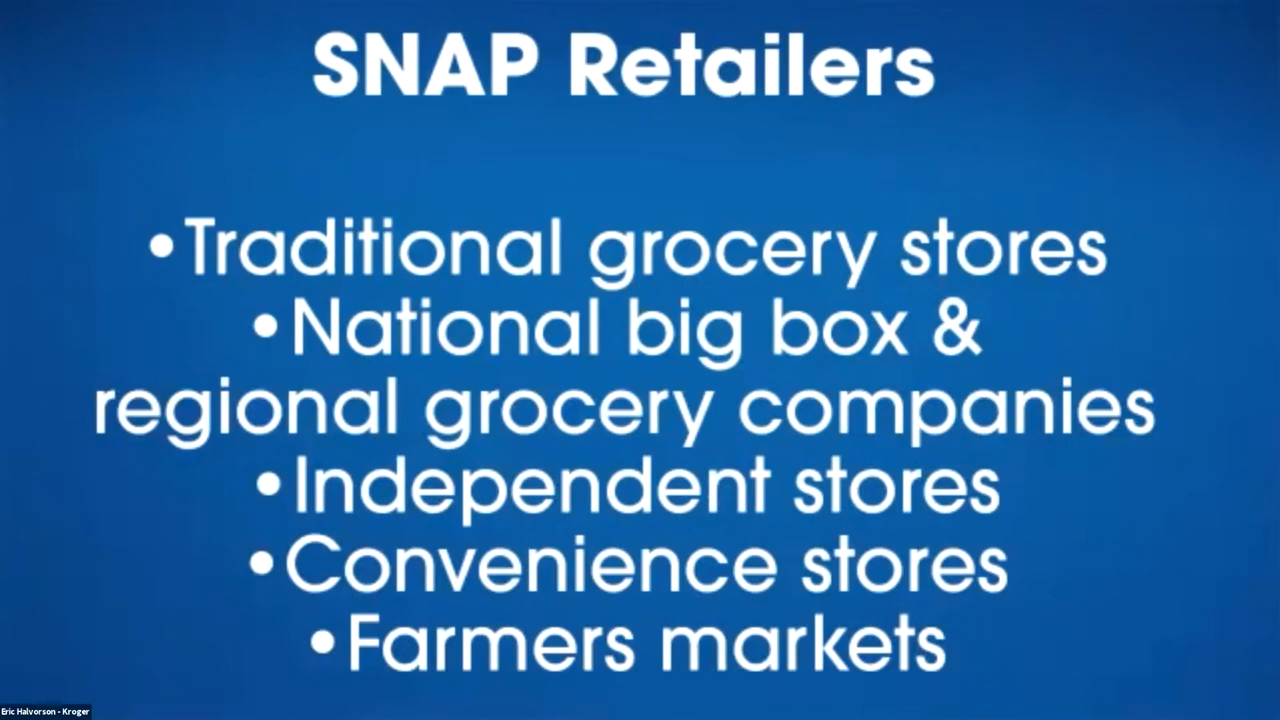 SNAP Retailers
•Traditional grocery stores
•National big box &
regional grocery companies
•Independent stores
•Convenience stores
•Farmers markets
Eric Halvorson - Kroger